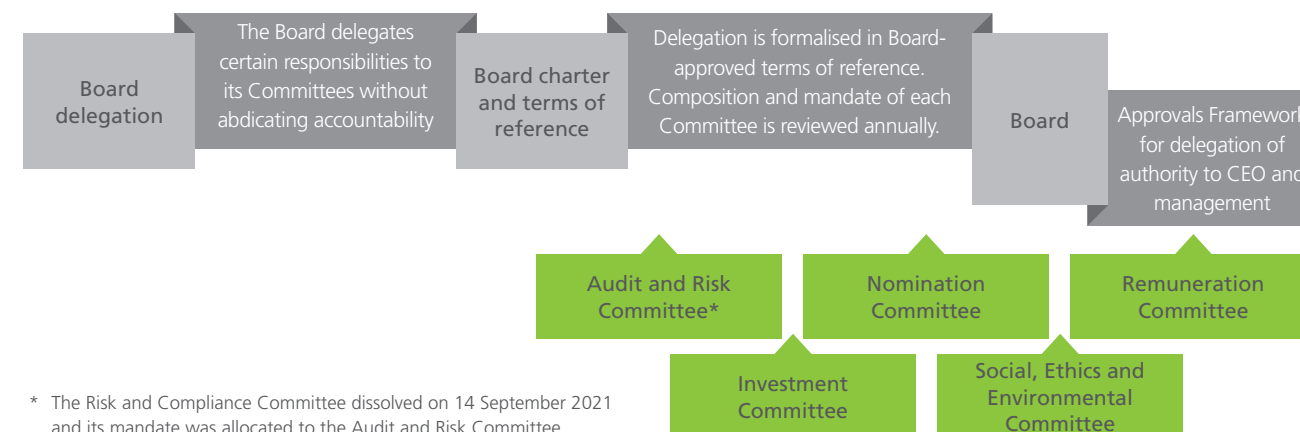 Board
delegation
The Board delegates
certain responsibilities to
its Committees without
abdicating accountability
Board charter
and terms of
reference
Delegation is formalised in Board-
approved terms of reference.
Composition and mandate of each
Committee is reviewed annually.
Board
Approvals Framework
for delegation of
authority to CEO and
management
Audit and Risk
Committee*
Nomination
Committee
Remuneration
Committee
Investment
Committee
Social, Ethics and
Environmental
Committee
* The Risk and Compliance Committee dissolved on 14 September 2021
and its mandate was allocated to the Audit and Risk Committee